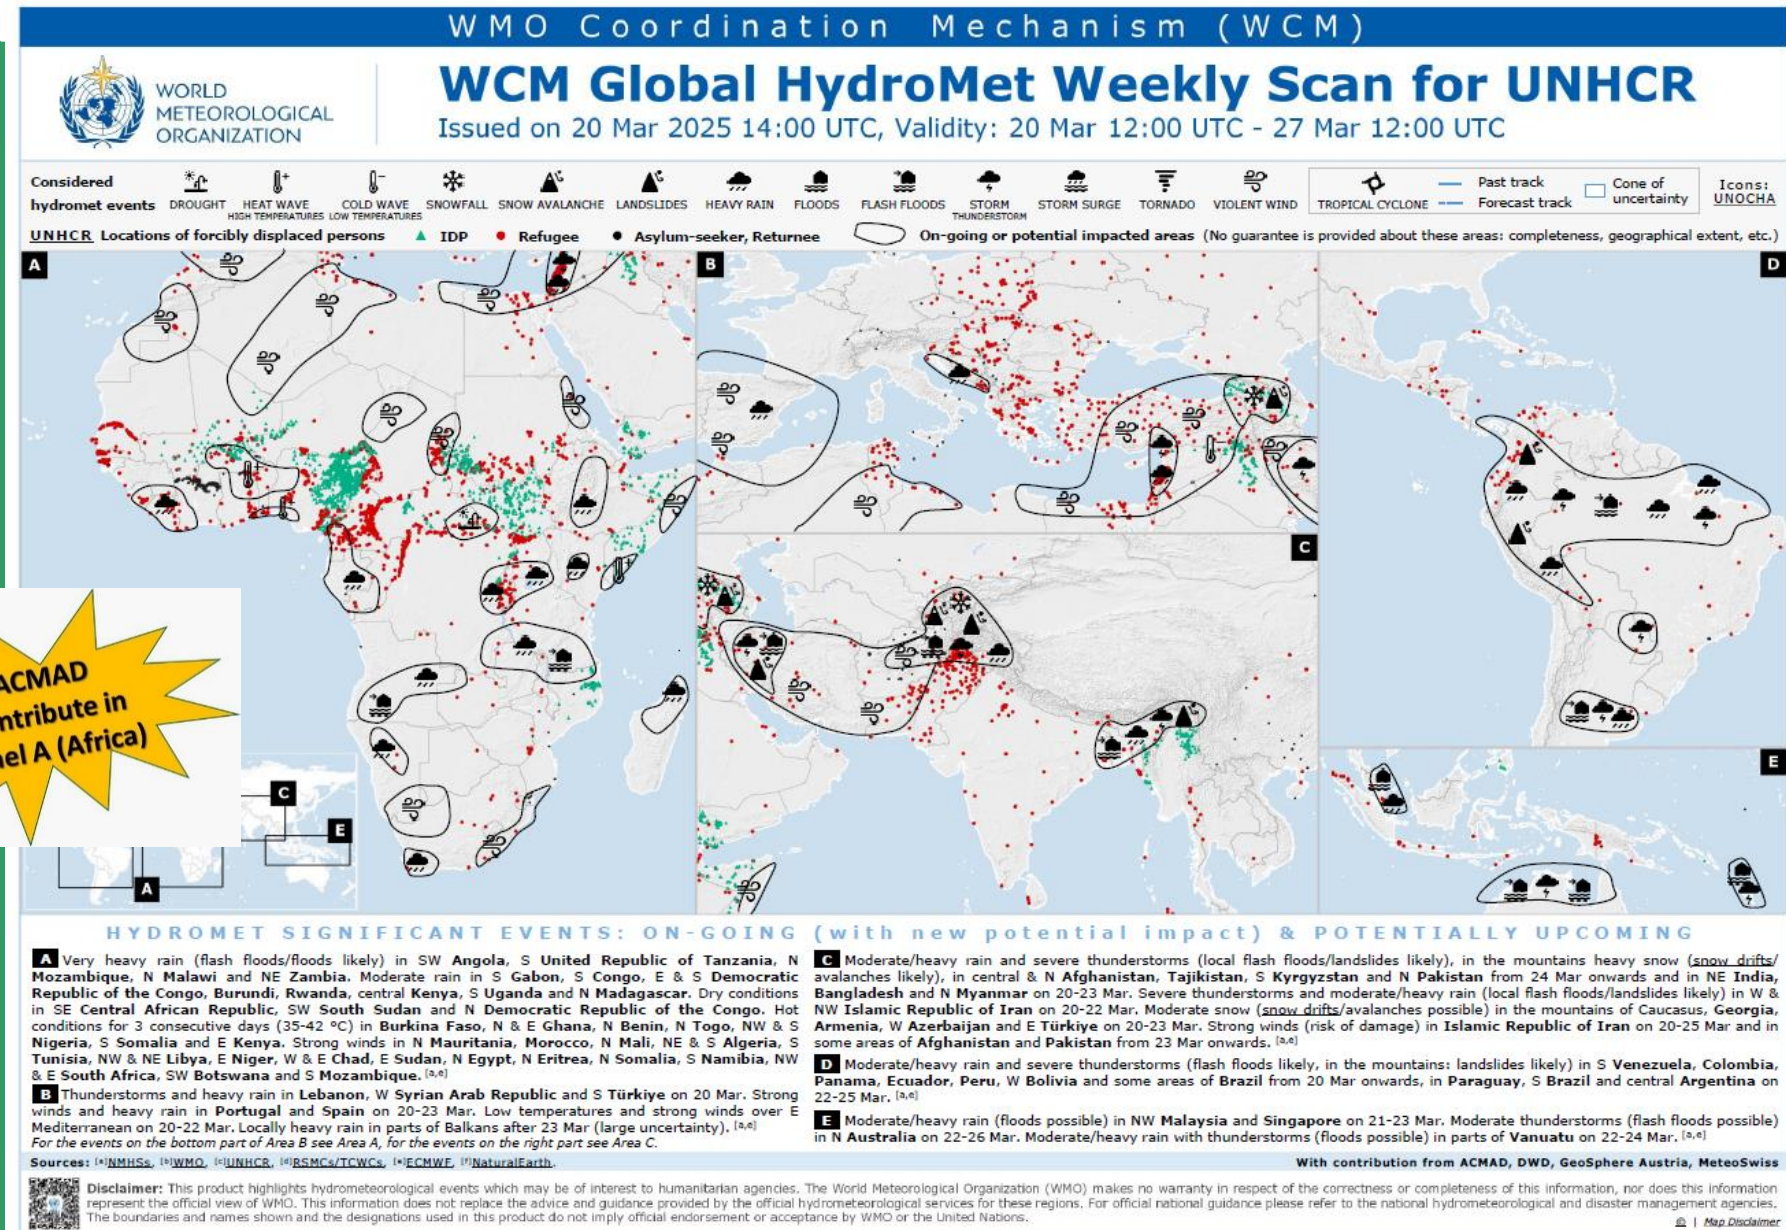 WMO Coordination Mechanism (WCM)
WORLD
METEOROLOGICAL
ORGANIZATION
WCM Global HydroMet Weekly Scan for UNHCR
Issued on 20 Mar 2025 14:00 UTC, Validity: 20 Mar 12:00 UTC - 27 Mar 12:00 UTC
Considered
hydromet events
DROUGHT
HEAT WAVE
HIGH TEMPERATURES
COLD WAVE
LOW TEMPERATURES
SNOWFALL
SNOW AVALANCHE
LANDSLIDES
HEAVY RAIN
FLOODS
FLASH FLOODS
STORM
THUNDERSTORM
STORM SURGE
TORNADO
VIOLENT WIND
TROPICAL CYCLONE
Past track
Forecast track
Cone of
uncertainty
Icons:
UNOCHA
UNHCR Locations of forcibly displaced persons
IDP
Refugee
Asylum-seeker, Returnee
On-going or potential impacted areas (No guarantee is provided about these areas: completeness, geographical extent, etc.)
A
B
D
C
E
ACMAD
ntribute in
nel A (Africa)
C
E
A
HYDROMET SIGNIFICANT EVENTS: ON-GOING (with new potential impact) & POTENTIALLY UPCOMING
A Very heavy rain (flash floods/floods likely) in SW Angola, S United Republic of Tanzania, N
Mozambique, N Malawi and NE Zambia. Moderate rain in S Gabon, S Congo, E & S Democratic
Republic of the Congo, Burundi, Rwanda, central Kenya, S Uganda and N Madagascar. Dry conditions
in SE Central African Republic, SW South Sudan and N Democratic Republic of the Congo. Hot
conditions for 3 consecutive days (35-42 °C) in Burkina Faso, N & E Ghana, N Benin, N Togo, NW & S
Nigeria, S Somalia and E Kenya. Strong winds in N Mauritania, Morocco, N Mali, NE & S Algeria, S
Tunisia, NW & NE Libya, E Niger, W & E Chad, E Sudan, N Egypt, N Eritrea, N Somalia, S Namibia, NW
& E South Africa, SW Botswana and S Mozambique. [a,e]
B Thunderstorms and heavy rain in Lebanon, W Syrian Arab Republic and S Türkiye on 20 Mar. Strong
winds and heavy rain in Portugal and Spain on 20-23 Mar. Low temperatures and strong winds over E
Mediterranean on 20-22 Mar. Locally heavy rain in parts of Balkans after 23 Mar (large uncertainty). [a,e]
For the events on the bottom part of Area B see Area A, for the events on the right part see Area C.
C Moderate/heavy rain and severe thunderstorms (local flash floods/landslides likely), in the mountains heavy snow (snow drifts/
avalanches likely), in central & N Afghanistan, Tajikistan, S Kyrgyzstan and N Pakistan from 24 Mar onwards and in NE India,
Bangladesh and N Myanmar on 20-23 Mar. Severe thunderstorms and moderate/heavy rain (local flash floods/landslides likely) in W &
NW Islamic Republic of Iran on 20-22 Mar. Moderate snow (snow drifts/avalanches possible) in the mountains of Caucasus, Georgia,
Armenia, W Azerbaijan and E Türkiye on 20-23 Mar. Strong winds (risk of damage) in Islamic Republic of Iran on 20-25 Mar and in
some areas of Afghanistan and Pakistan from 23 Mar onwards. [a,e]
D Moderate/heavy rain and severe thunderstorms (flash floods likely, in the mountains: landslides likely) in S Venezuela, Colombia,
Panama, Ecuador, Peru, W Bolivia and some areas of Brazil from 20 Mar onwards, in Paraguay, S Brazil and central Argentina on
22-25 Mar. [a,e]
E Moderate/heavy rain (floods possible) in NW Malaysia and Singapore on 21-23 Mar. Moderate thunderstorms (flash floods possible)
in N Australia on 22-26 Mar. Moderate/heavy rain with thunderstorms (floods possible) in parts of Vanuatu on 22-24 Mar. [a,e]
Sources: [a]NMHSs, [b]WMO, [c]UNHCR, [d]RSMCs/TCWCs, [e]ECMWF, [f]NaturalEarth.
With contribution from ACMAD, DWD, GeoSphere Austria, MeteoSwiss
Disclaimer: This product highlights hydrometeorological events which may be of interest to humanitarian agencies. The World Meteorological Organization (WMO) makes no warranty in respect of the correctness or completeness of this information, nor does this information
represent the official view of WMO. This information does not replace the advice and guidance provided by the official hydrometeorological services for these regions. For official national guidance please refer to the national hydrometeorological and disaster management agencies.
The boundaries and names shown and the designations used in this product do not imply official endorsement or acceptance by WMO or the United Nations.
© | Map Disclaimer